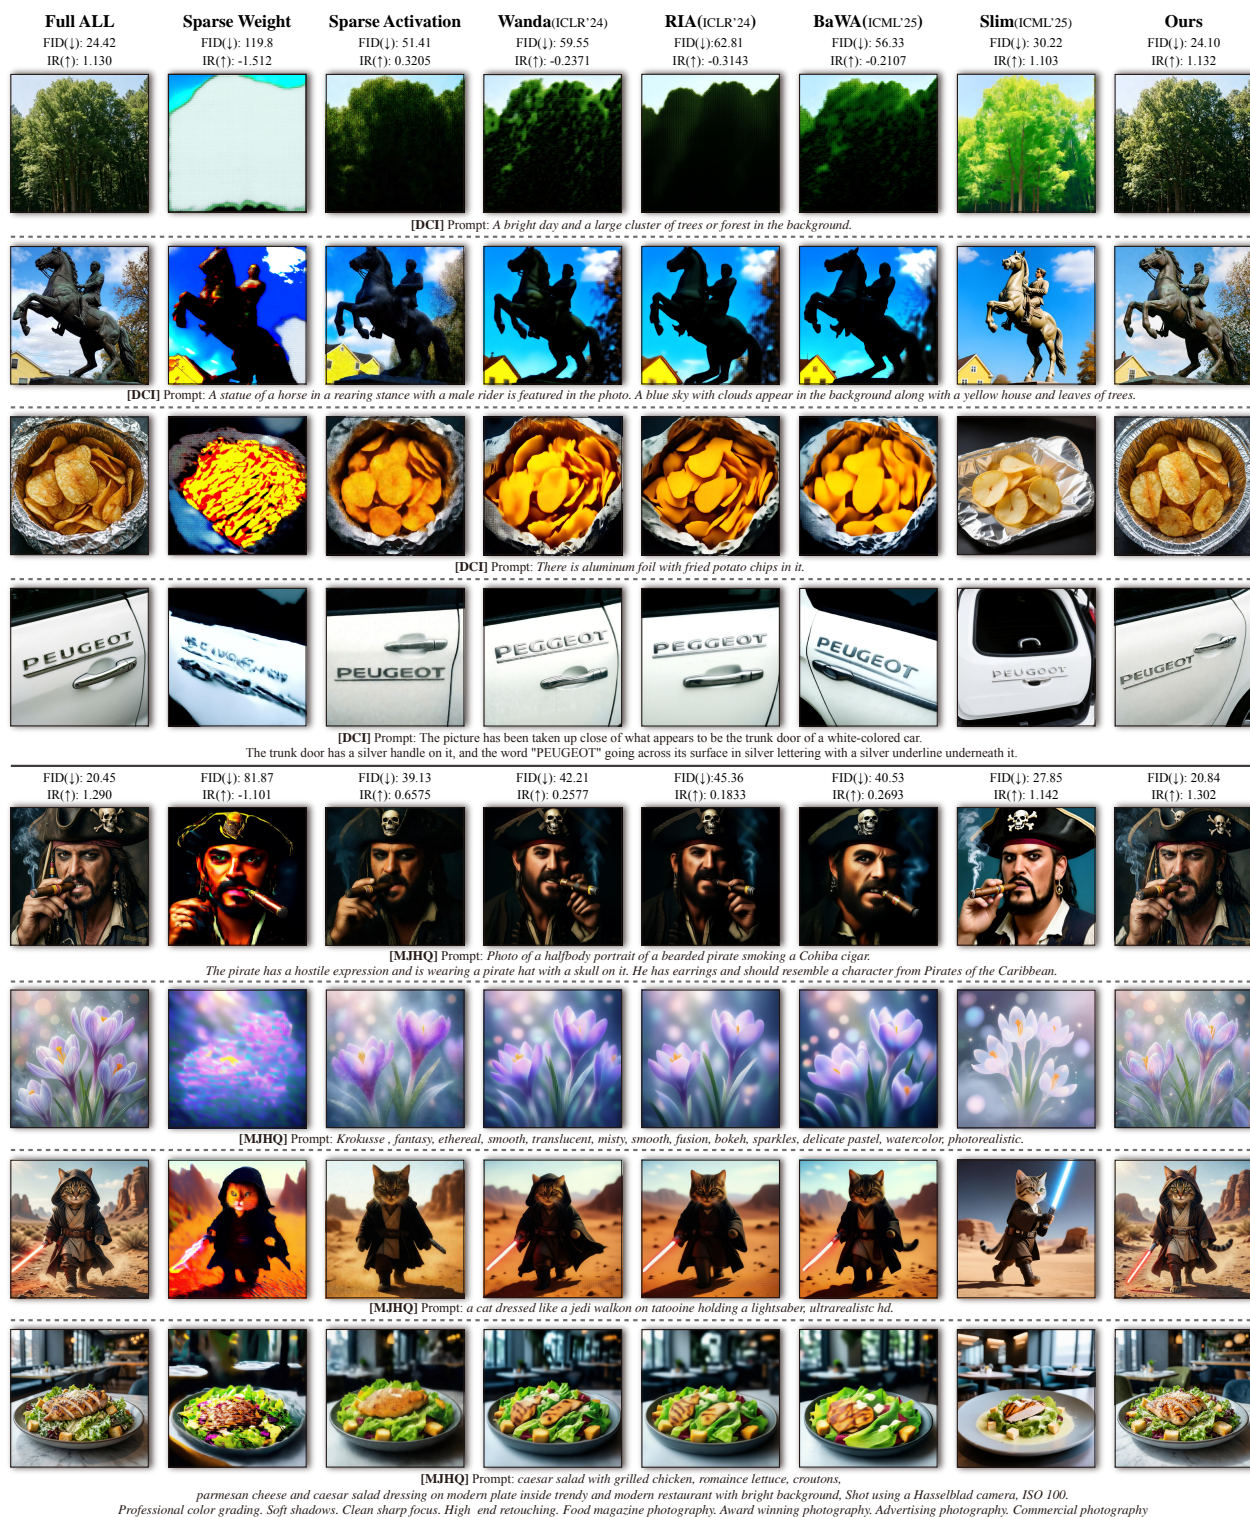 Full ALL Sparse Weight Sparse Activation Wanda(ICLR'24) RIA(ICLR'24) BaWA(ICML'25) Slim(ICML'25) Ours
FID(↓): 24.42 FID(↓): 119.8 FID(↓): 51.41 FID(↓): 59.55 FID(↓):62.81 FID(↓): 56.33 FID(↓): 30.22 FID(↓): 24.10
IR(↑): 1.130 IR(↑): -1.512 IR(↑): 0.3205 IR(↑): -0.2371 IR(↑): -0.3143 IR(↑): -0.2107 IR(↑): 1.103 IR(↑): 1.132
[DCI] Prompt: A bright day and a large cluster of trees or forest in the background.
[DCI] Prompt: A statue of a horse in a rearing stance with a male rider is featured in the photo. A blue sky with clouds appear in the background along with a yellow house and leaves of trees.
[DCI] Prompt: There is aluminum foil with fried potato chips in it.
PEUGEOT PEUGEOT PEGGEOT PEGGEOT PEUGEOT PEUGOOT PEUGEOT
[DCI] Prompt: The picture has been taken up close of what appears to be the trunk door of a white-colored car.
The trunk door has a silver handle on it, and the word "PEUGEOT" going across its surface in silver lettering with a silver underline underneath it.
FID(↓): 20.45 FID(↓): 81.87 FID(↓): 39.13 FID(↓): 42.21 FID(↓):45.36 FID(↓): 40.53 FID(↓): 27.85 FID(↓): 20.84
IR(↑): 1.290 IR(↑): -1.101 IR(↑): 0.6575 IR(↑): 0.2577 IR(↑): 0.1833 IR(↑): 0.2693 IR(↑): 1.142 IR(↑): 1.302
[MJHQ] Prompt: Photo of a halfbody portrait of a bearded pirate smoking a Cohiba cigar.
The pirate has a hostile expression and is wearing a pirate hat with a skull on it. He has earrings and should resemble a character from Pirates of the Caribbean.
[MJHQ] Prompt: Krokusse , fantasy, ethereal, smooth, translucent, misty, smooth, fusion, bokeh, sparkles, delicate pastel, watercolor, photorealistic.
[MJHQ] Prompt: a cat dressed like a jedi walkon on tatooine holding a lightsaber, ultrarealistc hd.
[MJHQ] Prompt: caesar salad with grilled chicken, romaince lettuce, croutons,
parmesan cheese and caesar salad dressing on modern plate inside trendy and modern restaurant with bright background, Shot using a Hasselblad camera, ISO 100.
Professional color grading. Soft shadows. Clean sharp focus. High end retouching. Food magazine photography. Award winning photography. Advertising photography. Commercial photography